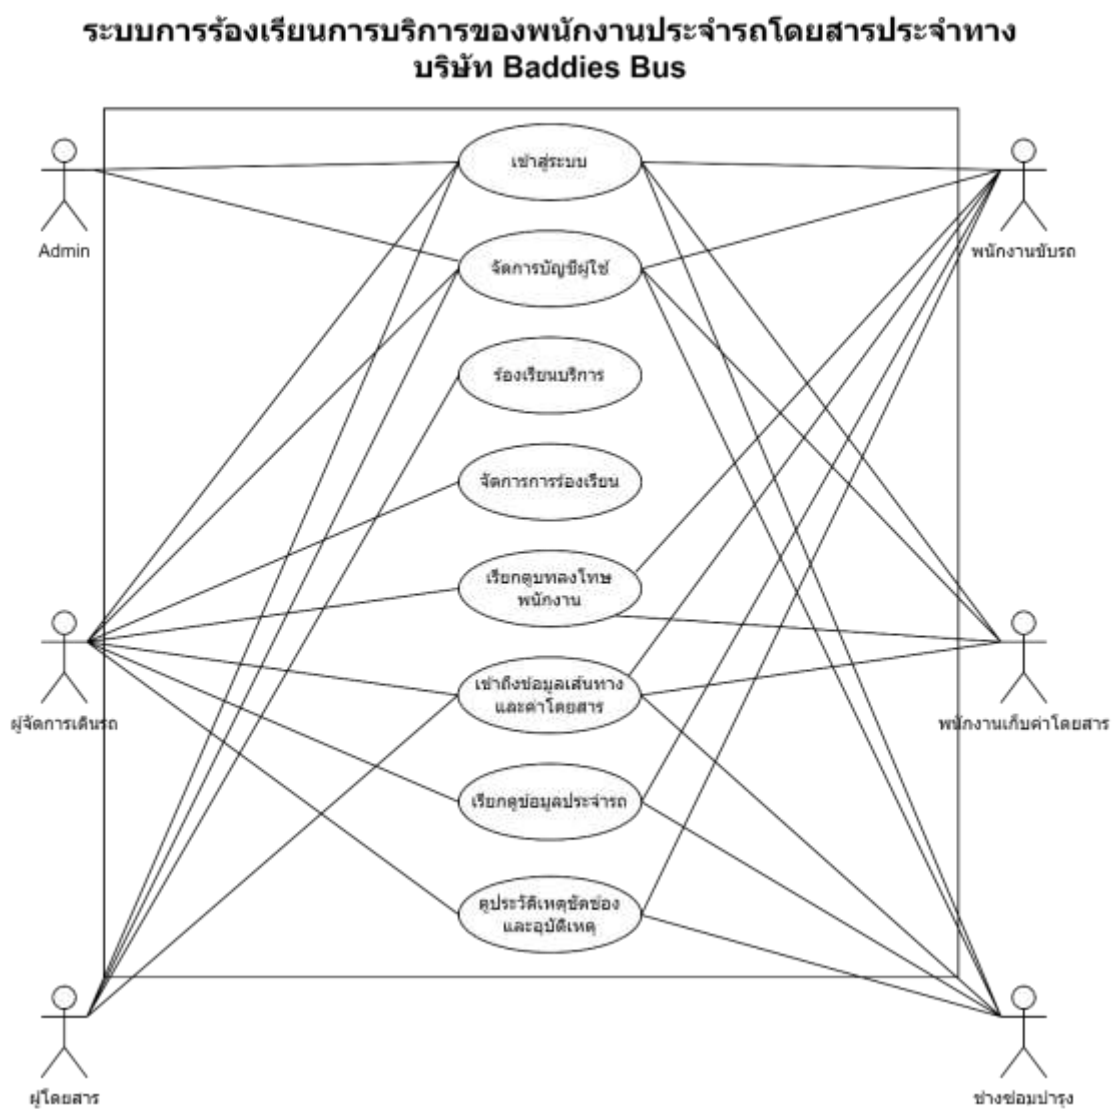 ระบบการร้องเรียนการบริการของพนักงานประจำรถโดยสารประจำทาง
บริษัท Baddies Bus
เข้าสู่ระบบ
Admin
พนักงานขับรถ
จัดการบัญชีผู้ใช้
ร้องเรียนบริการ
จัดการการร้องเรียน
เรียกดูบทลงโทษ
พนักงาน
เข้าถึงข้อมูลเส้นทาง
และค่าโดยสาร
ผู้จัดการเดินรถ
พนักงานเก็บค่าโดยสาร
เรียกดูข้อมูลประจำรถ
ดูประวัติเหตุขัดข้อง
และอุบัติเหตุ
ผู้โดยสาร
ช่างซ่อมบำรุง